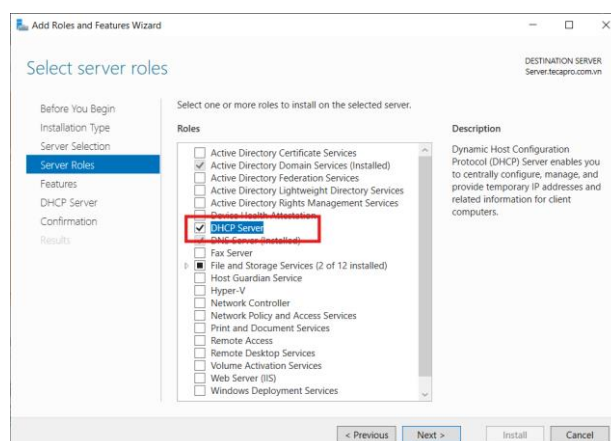 Add Roles and Features Wizard
Select server roles
DESTINATION SERVER
Server.tecapro.com.vn
Before You Begin
Installation Type
Server Selection
Server Roles
Features
DHCP Server
Confirmation
Results
Select one or more roles to install on the selected server.
Roles
Active Directory Certificate Services
Active Directory Domain Services (Installed)
Active Directory Federation Services
Active Directory Lightweight Directory Services
Active Directory Rights Management Services
Device Health Attestation
DHCP Server
DNS Server (Installed)
Fax Server
File and Storage Services (2 of 12 installed)
Host Guardian Service
Hyper-V
Network Controller
Network Policy and Access Services
Print and Document Services
Remote Access
Remote Desktop Services
Volume Activation Services
Web Server (IIS)
Windows Deployment Services
Description
Dynamic Host Configuration
Protocol (DHCP) Server enables you
to centrally configure, manage, and
provide temporary IP addresses and
related information for client
computers.
< Previous
Next >
Install
Cancel